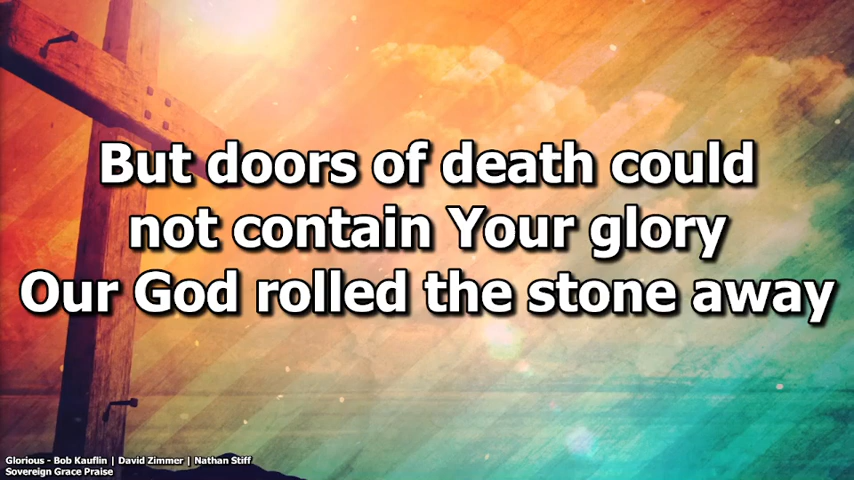 But doors of death could
not contain Your glory
Our God rolled the stone away
Glorious - Bob Kauflin | David Zimmer | Nathan Stiff
Sovereign Grace Praise